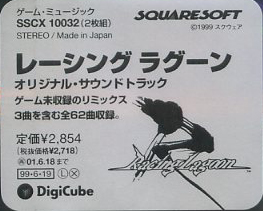 ゲーム・ミュージック
SSCX 10032(2枚組)
STEREO / Made in Japan
SQUARESOFT
©1999 スクウェア
レーシング ラグーン
オリジナル・サウンドトラック
ゲーム未収録のリミックス
3曲を含む全62曲収録。
定価¥2,854
(税抜価格¥2,718)
再 01.6.18まで
99・6・19 L X
Racing Lagoon
DigiCube